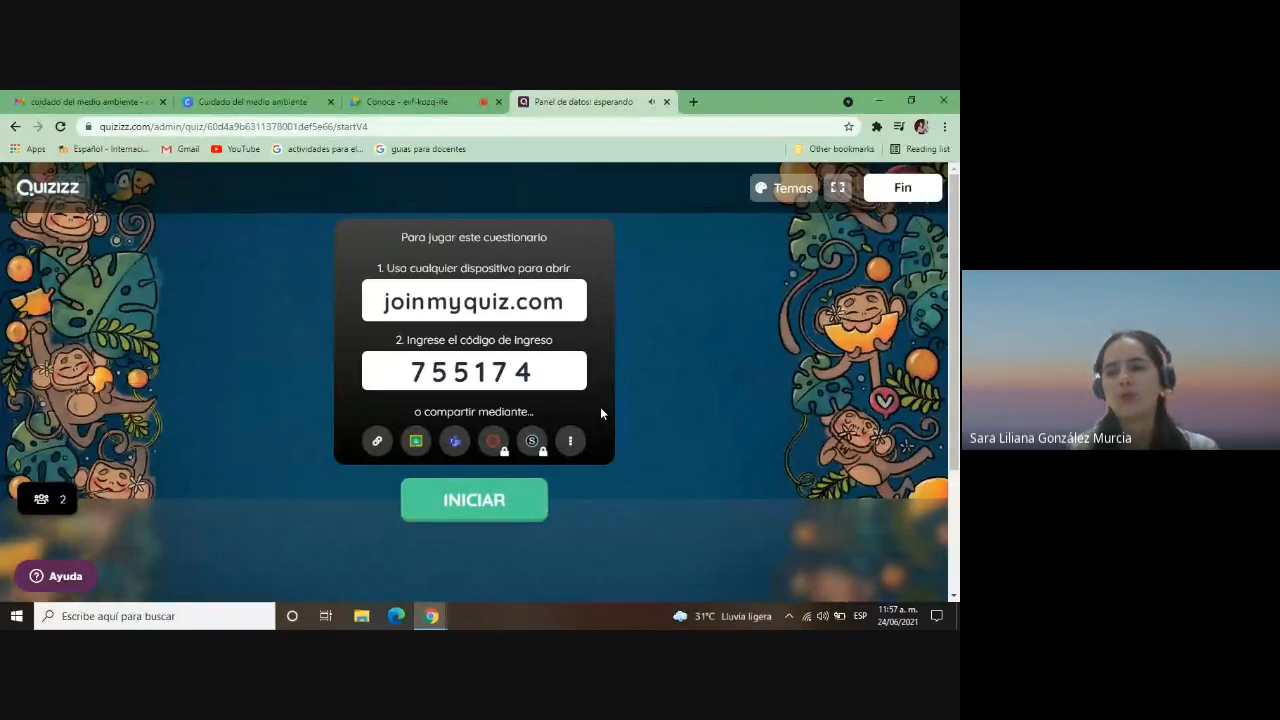 cuidado del medio ambiente - c
Cuidado del medio ambiente
Conoce - evf-kozq-ife
Panel de datos: esperando
quizizz.com/admin/quiz/60d4a9b6311378001def5e66/startV4
Apps
Español - Internaci...
Gmail
YouTube
actividades para el...
guias para docentes
Other bookmarks
Reading list
Quizizz
Temas
Fin
Para jugar este cuestionario
1. Usa cualquier dispositivo para abrir
joinmyquiz.com
2. Ingrese el código de ingreso
755174
o compartir mediante...
2
INICIAR
Ayuda
Sara Liliana González Murcia
Escribe aquí para buscar
31°C Lluvia ligera
ESP
11:57 a. m.
24/06/2021